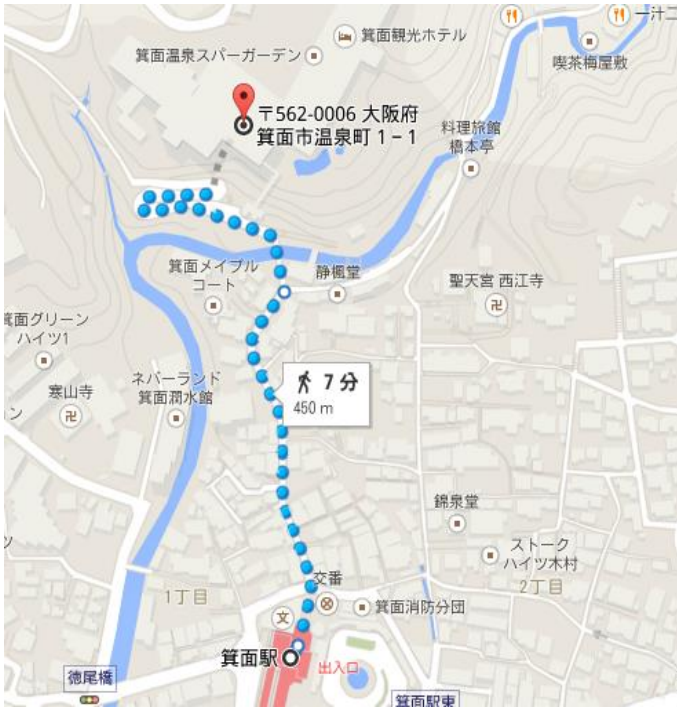 一汁二
箕面観光ホテル
箕面温泉スパーガーデン
喫茶梅屋敷
〒562-0006 大阪府
箕面市温泉町 1-1
料理旅館
橋本亭
箕面メイプル
コート
静楓堂
聖天宮 西江寺
箕面グリーン
ハイツ1
ネバーランド
箕面潤水館
7 分
450 m
寒山寺
卍
卍
ン
錦泉堂
ストーク
ハイツ木村
ツ
交番
1丁目
2丁目
文
箕面消防分団
箕面駅
出入口
徳尾橋
箕面駅東